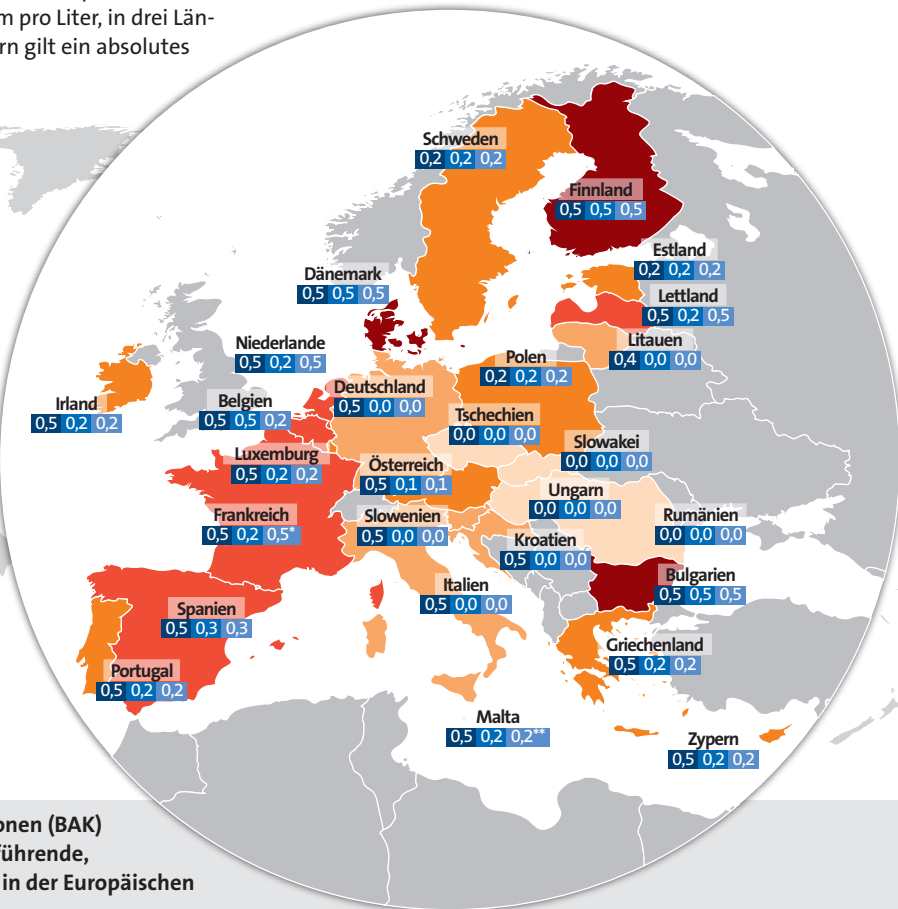 m pro Liter, in drei Län-
rn gilt ein absolutes
Schweden
0,2 0,2 0,2
Finnland
0,5 0,5 0,5
Estland
0,2 0,2 0,2
Dänemark
0,5 0,5 0,5
Lettland
0,5 0,2 0,5
Litauen
0,4 0,0 0,0
Niederlande
0,5 0,2 0,5
Polen
0,2 0,2 0,2
Deutschland
0,5 0,0 0,0
Irland
0,5 0,2 0,2
Belgien
0,5 0,5 0,2
Tschechien
0,0 0,0 0,0
Slowakei
0,0 0,0 0,0
Luxemburg
0,5 0,2 0,2
Österreich
0,5 0,1 0,1
Ungarn
0,0 0,0 0,0
Frankreich
0,5 0,2 0,5*
Slowenien
0,5 0,0 0,0
Rumänien
0,0 0,0 0,0
Kroatien
0,5 0,0 0,0
Bulgarien
0,5 0,5 0,5
Italien
0,5 0,0 0,0
Spanien
0,5 0,3 0,3
Griechenland
0,5 0,2 0,2
Portugal
0,5 0,2 0,2
Malta
0,5 0,2 0,2**
Zypern
0,5 0,2 0,2
onen (BAK)
führende,
in der Europäischen